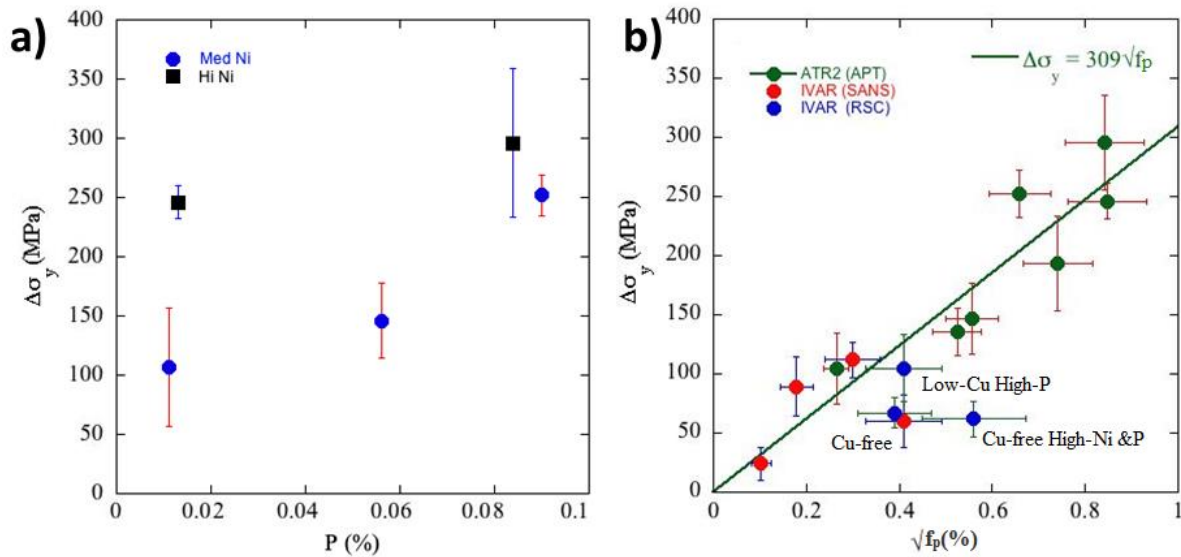 a)
400
350
300
250
200
150
100
50
0
Δσy (MPa)
Med Ni
Hi Ni
0
0.02
0.04
0.06
0.08
0.1
P (%)
b)
400
350
300
250
200
150
100
50
0
Δσy (MPa)
ATR2 (APT)
IVAR (SANS)
IVAR (RSC)
Δσy = 309√fp
Low-Cu High-P
Cu-free
Cu-free High-Ni &P
0
0.2
0.4
0.6
0.8
1
√fp(%)